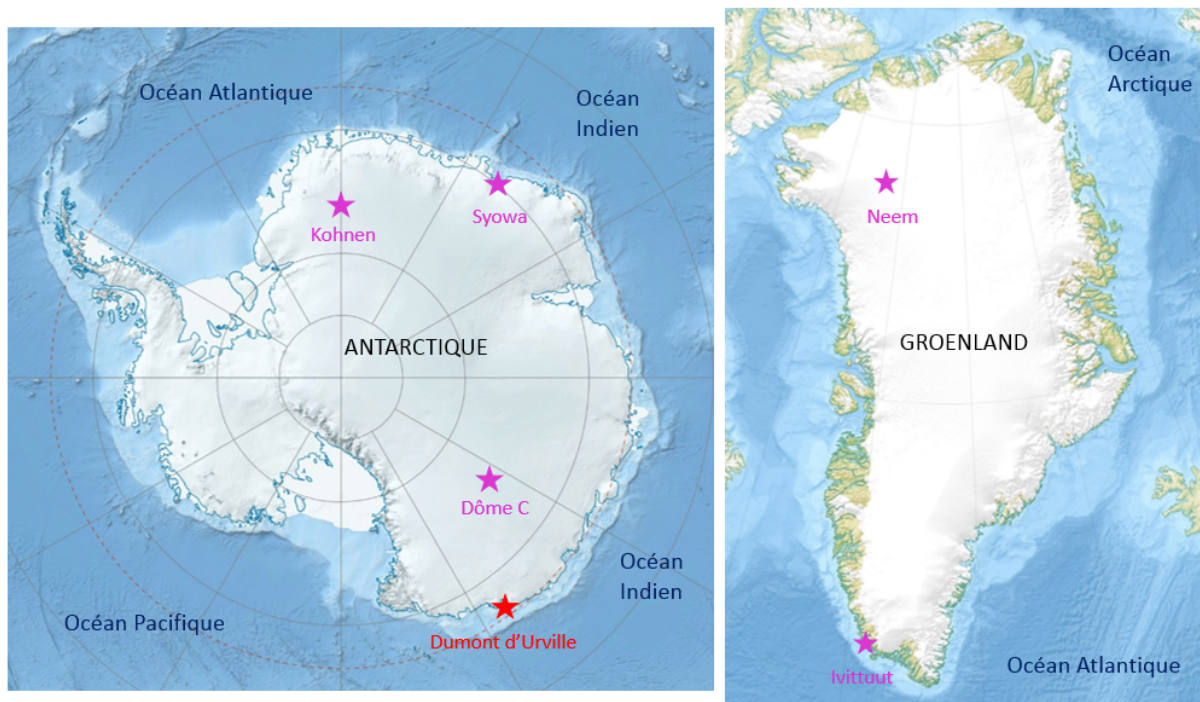 Océan Atlantique
Océan
Indien
Kohnen
Syowa
ANTARCTIQUE
Dôme C
Océan
Indien
Océan Pacifique
Dumont d'Urville
Océan
Arctique
Neem
GROENLAND
Ivittuut
Océan Atlantique